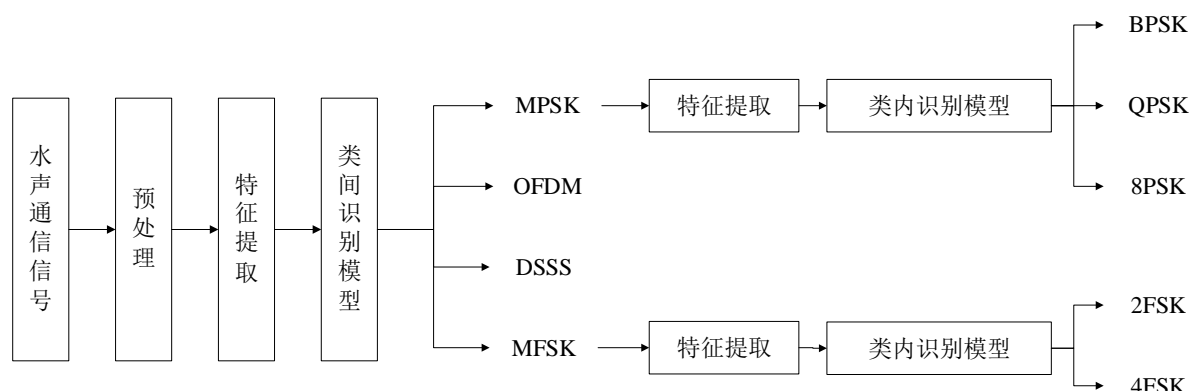 水声通信信号
预处理
特征提取
类间识别模型
MPSK
OFDM
DSSS
MFSK
特征提取
类内识别模型
BPSK
QPSK
8PSK
特征提取
类内识别模型
2FSK
4FSK